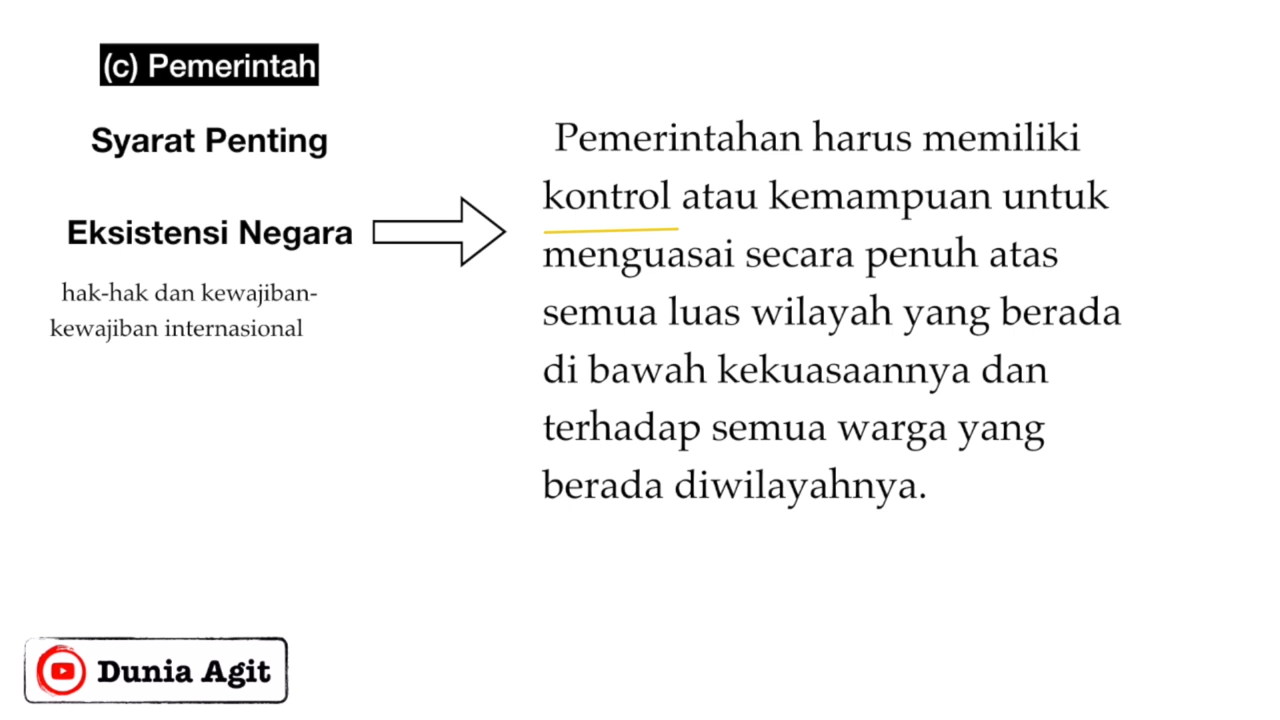 (c) Pemerintah
Syarat Penting
Eksistensi Negara
hak-hak dan kewajiban-
kewajiban internasional
Pemerintahan harus memiliki
kontrol atau kemampuan untuk
menguasai secara penuh atas
semua luas wilayah yang berada
di bawah kekuasaannya dan
terhadap semua warga yang
berada diwilayahnya.
Dunia Agit